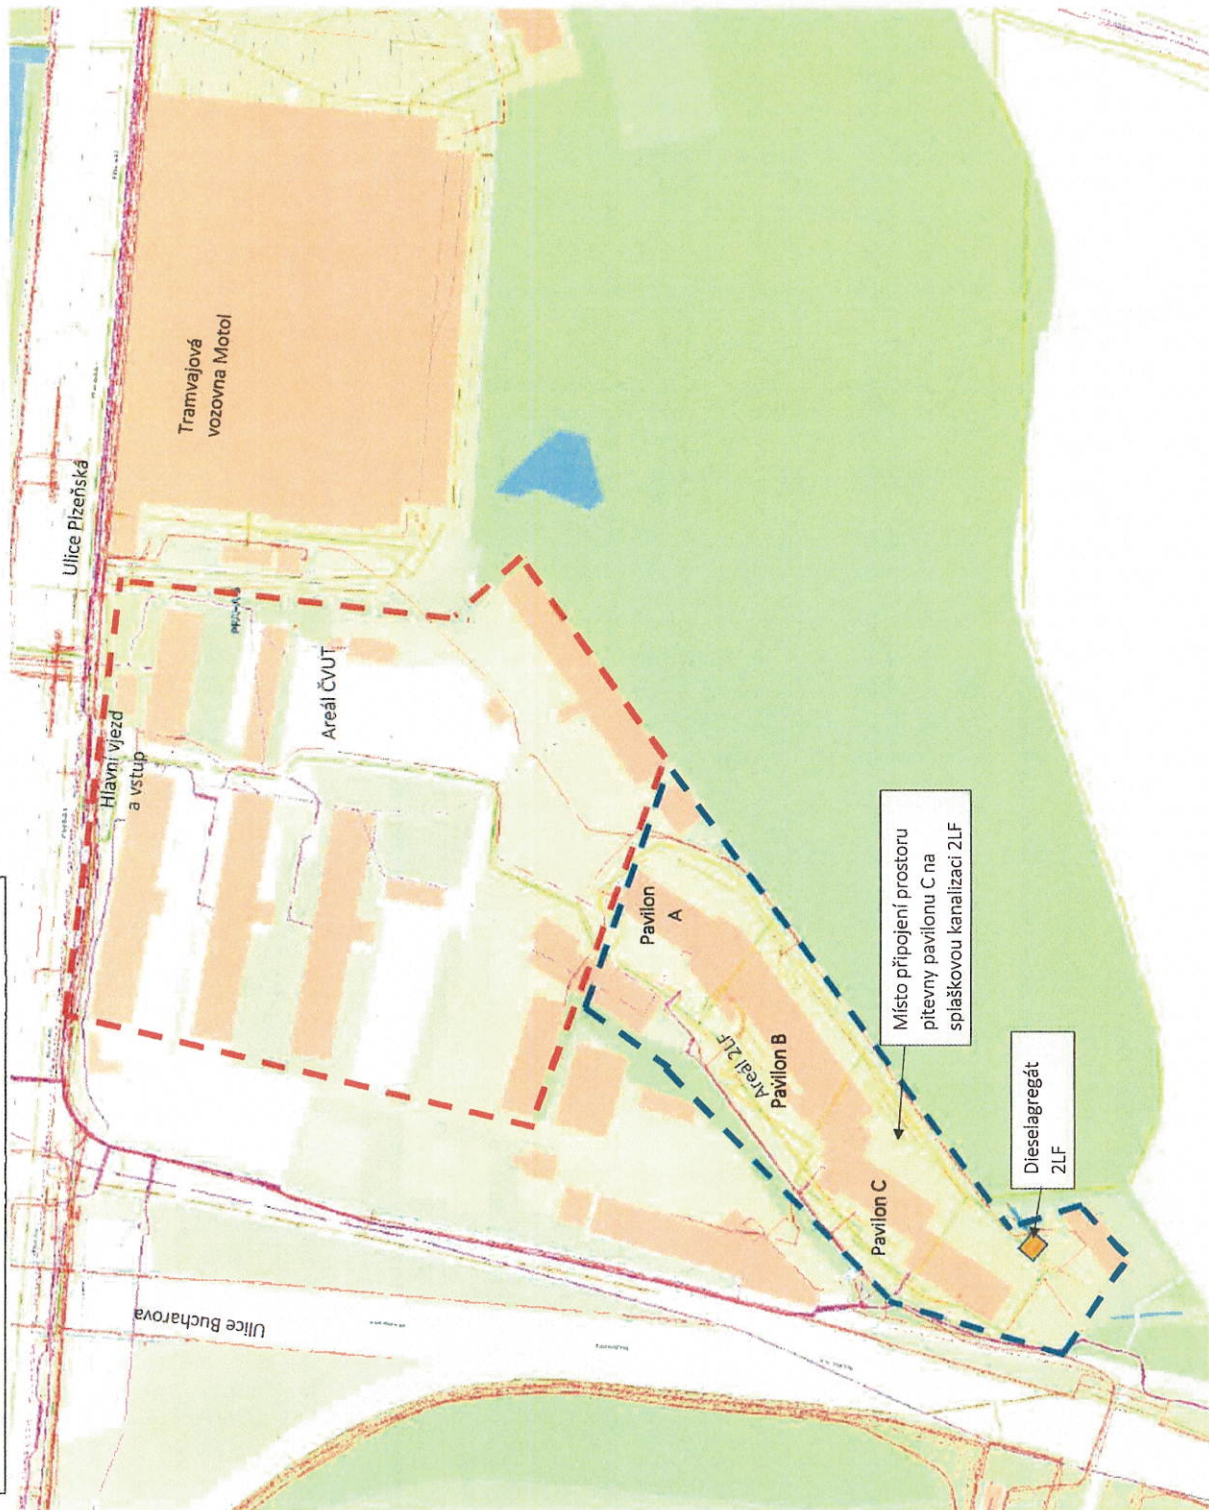 Ulice Plzeňská
Tramvajová
vozovna Motol
Hlavní vjezd
a vstup
Areál ČVUT
Ulice Bucharova
Pavilon
A
Areál 2LF
Pavilon B
Pavilon C
Místo připojení prostoru
pitevny pavilonu C na
splaškovou kanalizaci 2LF
Dieselagregát
2LF